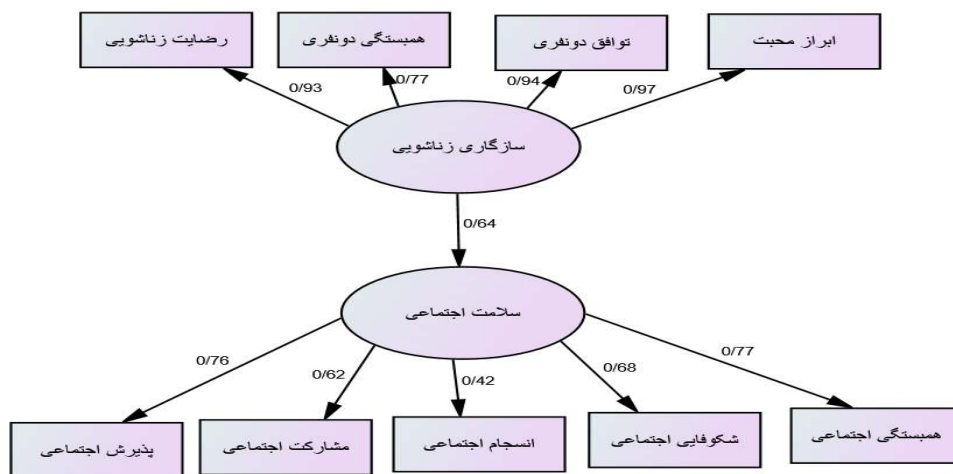 ابراز محبت
توافق دونفری
همبستگی دونفری
رضایت زناشویی
0/97
0/94
0/77
0/93
سازگاری زناشویی
0/64
سلامت اجتماعی
0/77
0/68
0/42
0/62
0/76
همبستگی اجتماعی
شکوفایی اجتماعی
انسجام اجتماعی
مشارکت اجتماعی
پذیرش اجتماعی